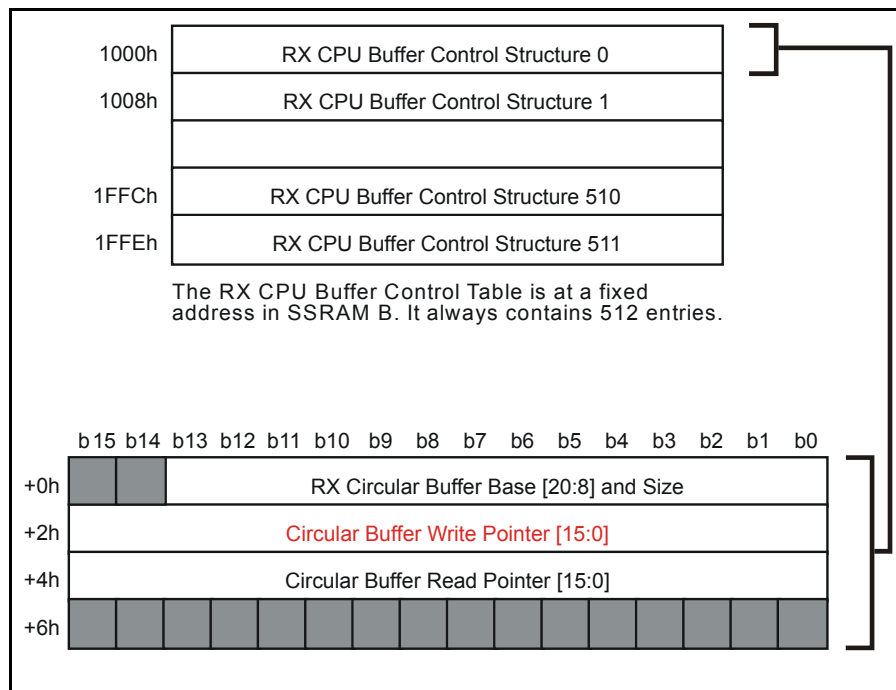 1000h RX CPU Buffer Control Structure 0
1008h RX CPU Buffer Control Structure 1
1FFCh RX CPU Buffer Control Structure 510
1FFEh RX CPU Buffer Control Structure 511
The RX CPU Buffer Control Table is at a fixed
address in SSRAM B. It always contains 512 entries.
b15 b14 b13 b12 b11 b10 b9 b8 b7 b6 b5 b4 b3 b2 b1 b0
+0h RX Circular Buffer Base [20:8] and Size
+2h Circular Buffer Write Pointer [15:0]
+4h Circular Buffer Read Pointer [15:0]
+6h